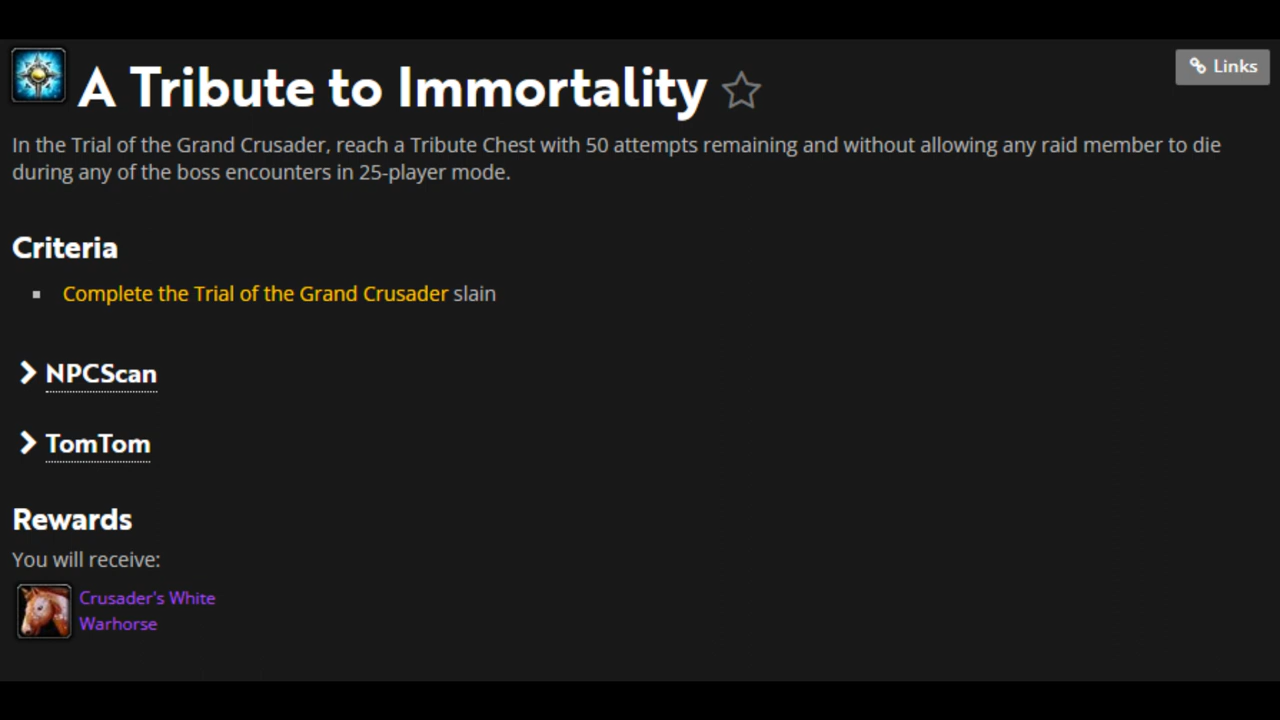 Links
A Tribute to Immortality
In the Trial of the Grand Crusader, reach a Tribute Chest with 50 attempts remaining and without allowing any raid member to die
during any of the boss encounters in 25-player mode.
Criteria
Complete the Trial of the Grand Crusader slain
NPCScan
TomTom
Rewards
You will receive:
Crusader's White
Warhorse